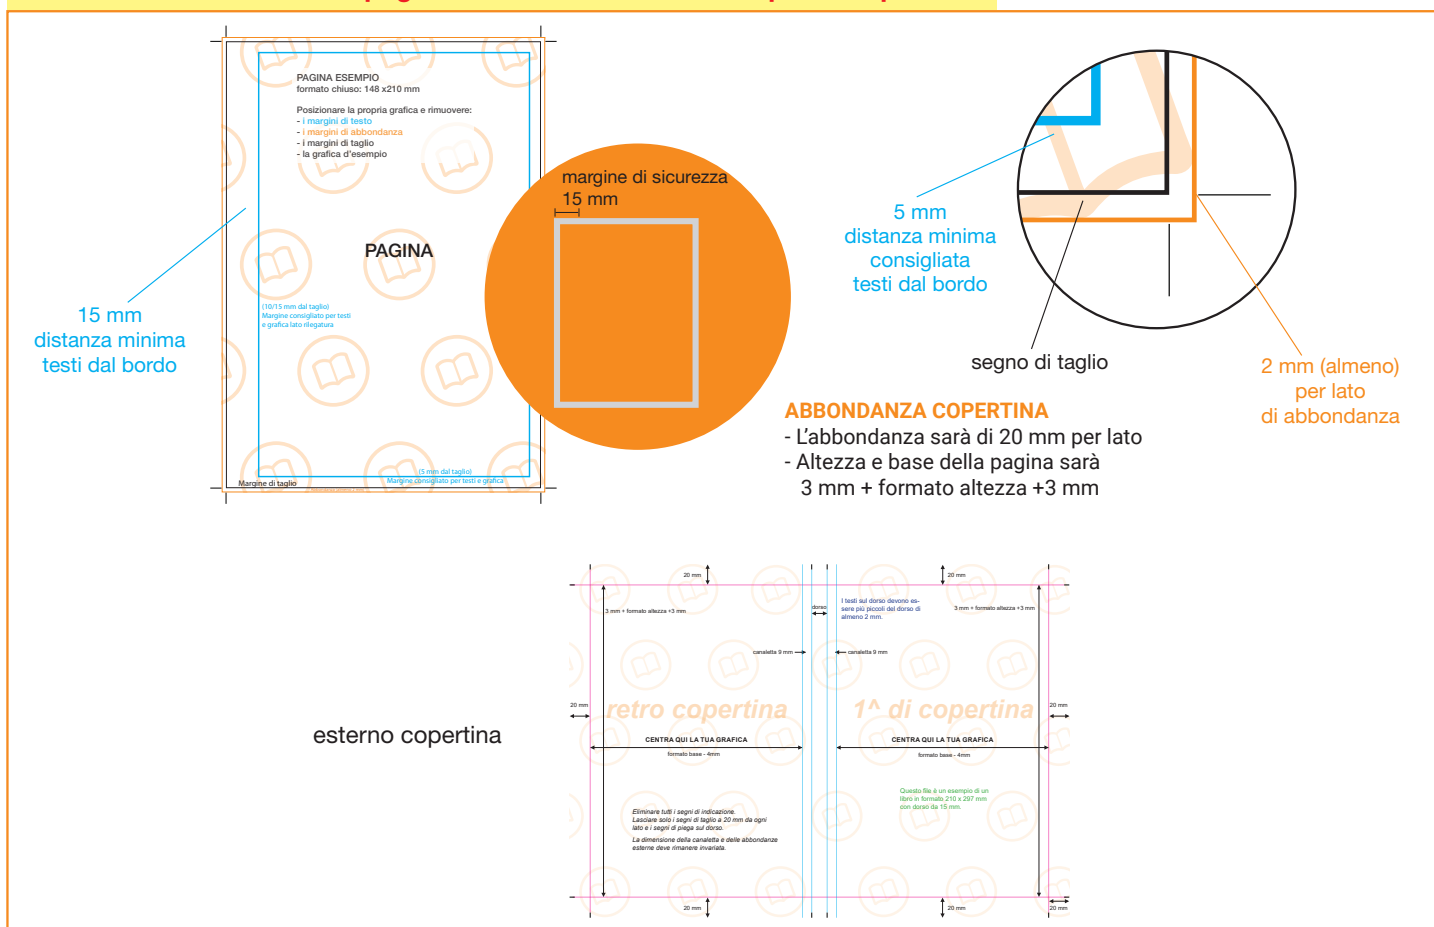 PAGINA ESEMPIO
formato chiuso: 148 x210 mm
Posizionare la propria grafica e rimuovere:
- i margini di testo
- i margini di abbondanza
- i margini di taglio
- la grafica d'esempio
PAGINA
(10/15 mm dal taglio)
Margine consigliato per testi
e grafica lato rilegatura
15 mm
distanza minima
testi dal bordo
(5 mm dal taglio)
Margine consigliato per testi e grafica
Margine di taglio
margine di sicurezza
15 mm
5 mm
distanza minima
consigliata
testi dal bordo
segno di taglio
2 mm (almeno)
per lato
di abbondanza
ABBONDANZA COPERTINA
- L'abbondanza sarà di 20 mm per lato
- Altezza e base della pagina sarà
3 mm + formato altezza +3 mm
esterno copertina
20 mm
20 mm
3 mm + formato altezza +3 mm
dorso
I testi sul dorso devono es-
sere più piccoli del dorso di
almeno 2 mm.
3 mm + formato altezza +3 mm
canaletta 9 mm
canaletta 9 mm
20 mm
retro copertina
1^ di copertina
20 mm
CENTRA QUI LA TUA GRAFICA
CENTRA QUI LA TUA GRAFICA
formato base - 4mm
formato base - 4mm
Questo file è un esempio di un
libro in formato 210 x 297 mm
con dorso da 15 mm.
Eliminare tutti i segni di indicazione.
Lasciare solo i segni di taglio a 20 mm da ogni
lato e i segni di piega sul dorso.
La dimensione della canaletta e delle abbondanze
esterne deve rimanere invariata.
20 mm
20 mm
20 mm